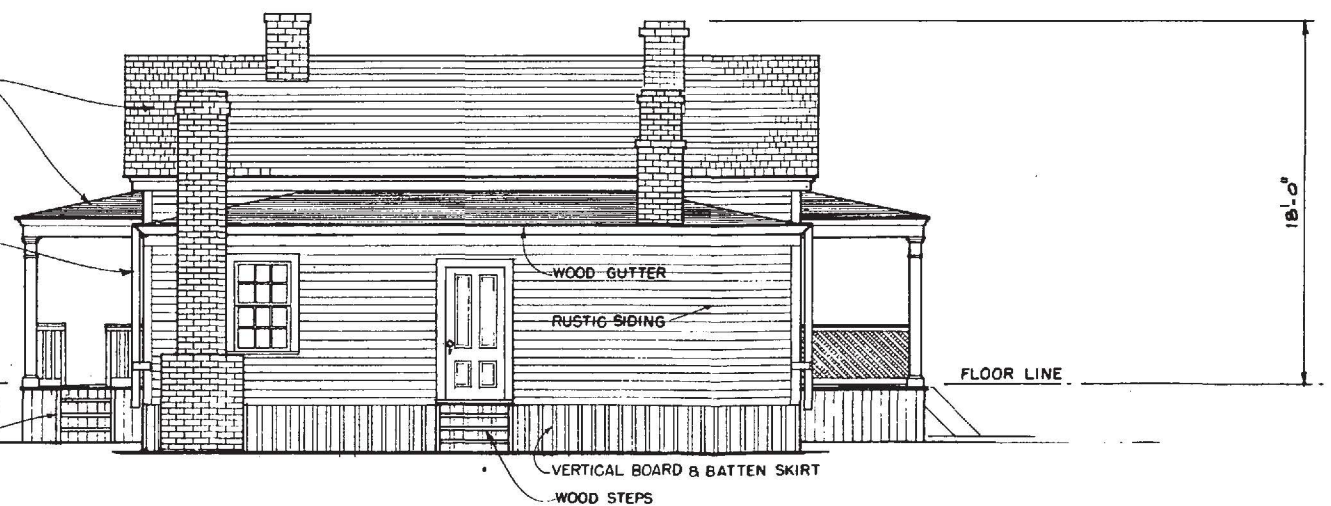 18'-0"
WOOD GUTTER
RUSTIC SIDING
FLOOR LINE
VERTICAL BOARD & BATTEN SKIRT
WOOD STEPS